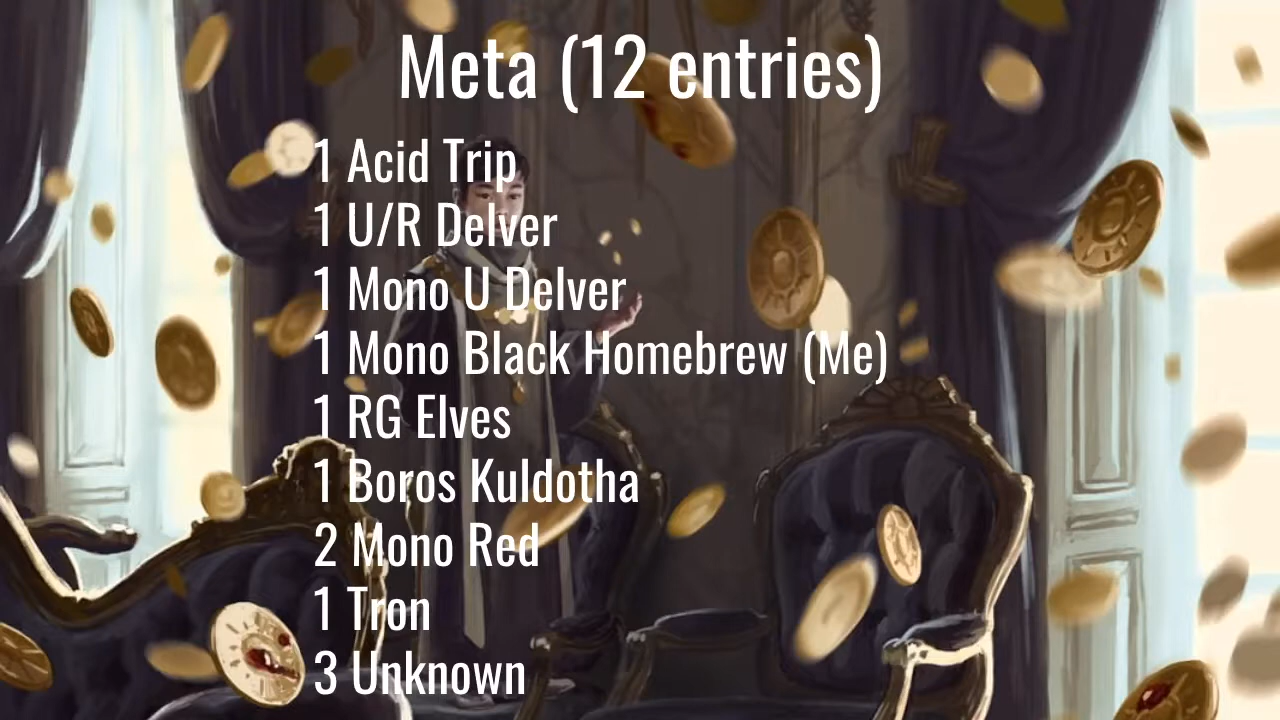 Meta (12 entries)
1 Acid Trip
1 U/R Delver
1 Mono U Delver
1 Mono Black Homebrew (Me)
1 RG Elves
1 Boros Kuldotha
2 Mono Red
1 Tron
3 Unknown